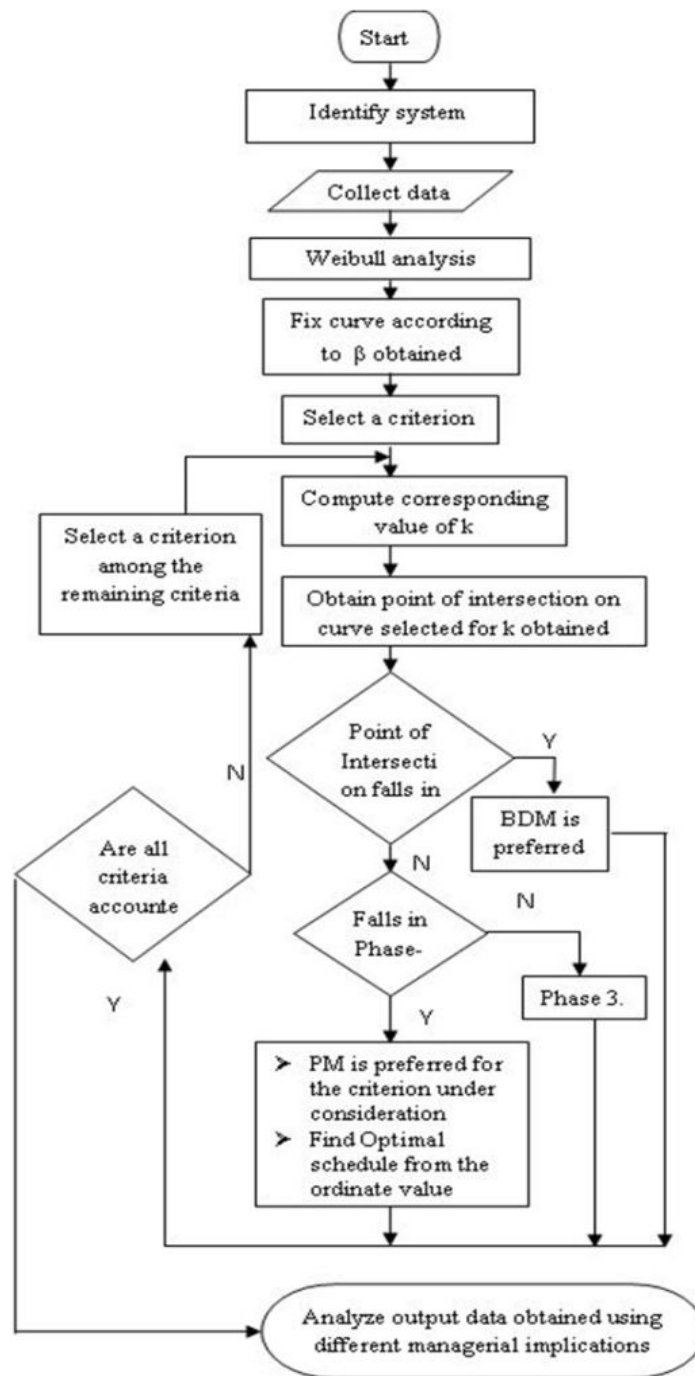 Start
Identify system
Collect data
Weibull analysis
Fix curve according
to β obtained
Select a criterion
Compute corresponding
value of k
Select a criterion
among the
remaining criteria
Obtain point of intersection on
curve selected for k obtained
Point of
Intersecti
on falls in
Y
N
BDM is
preferred
Are all
criteria
accounte
N
N
Falls in
Phase-
Phase 3.
Y
Y
➤ PM is preferred for
the criterion under
consideration
➤ Find Optimal
schedule from the
ordinate value
Analyze output data obtained using
different managerial implications